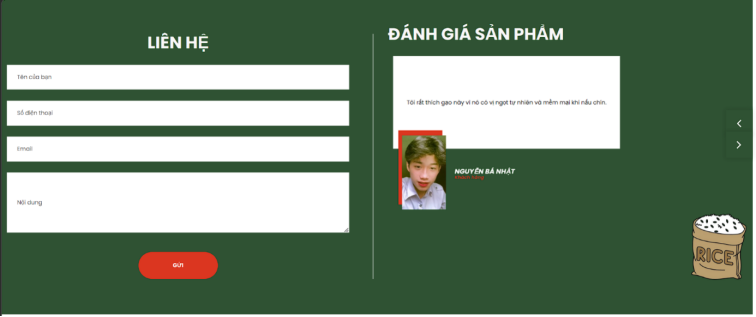 LIÊN HỆ
Tên của bạn
Số điện thoại
Email
Nội dung
GỬI
ĐÁNH GIÁ SẢN PHẨM
Tôi rất thích gạo này vì nó có vị ngọt tự nhiên và mềm mại khi nấu chín.
NGUYỄN BÁ NHẬT
RICE